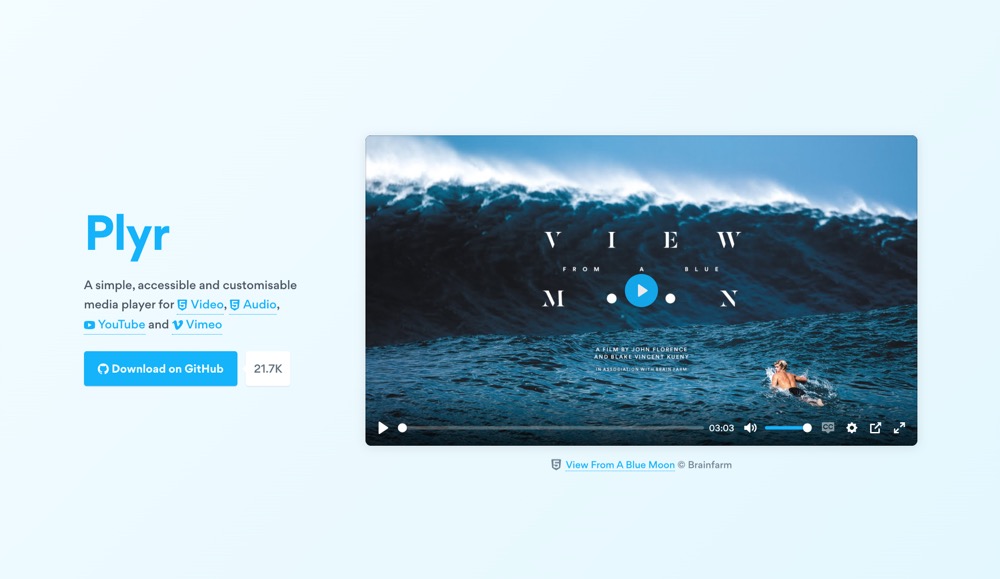 Plyr
A simple, accessible and customisable
media player for Video, Audio,
YouTube and Vimeo
Download on GitHub 21.7K
V I E W
FROM A BLUE
M N
A FILM BY JOHN FLORENCE
AND BLAKE VINCENT KUENY
IN ASSOCIATION WITH BRAIN FARM
03:03 CC
View From A Blue Moon © Brainfarm